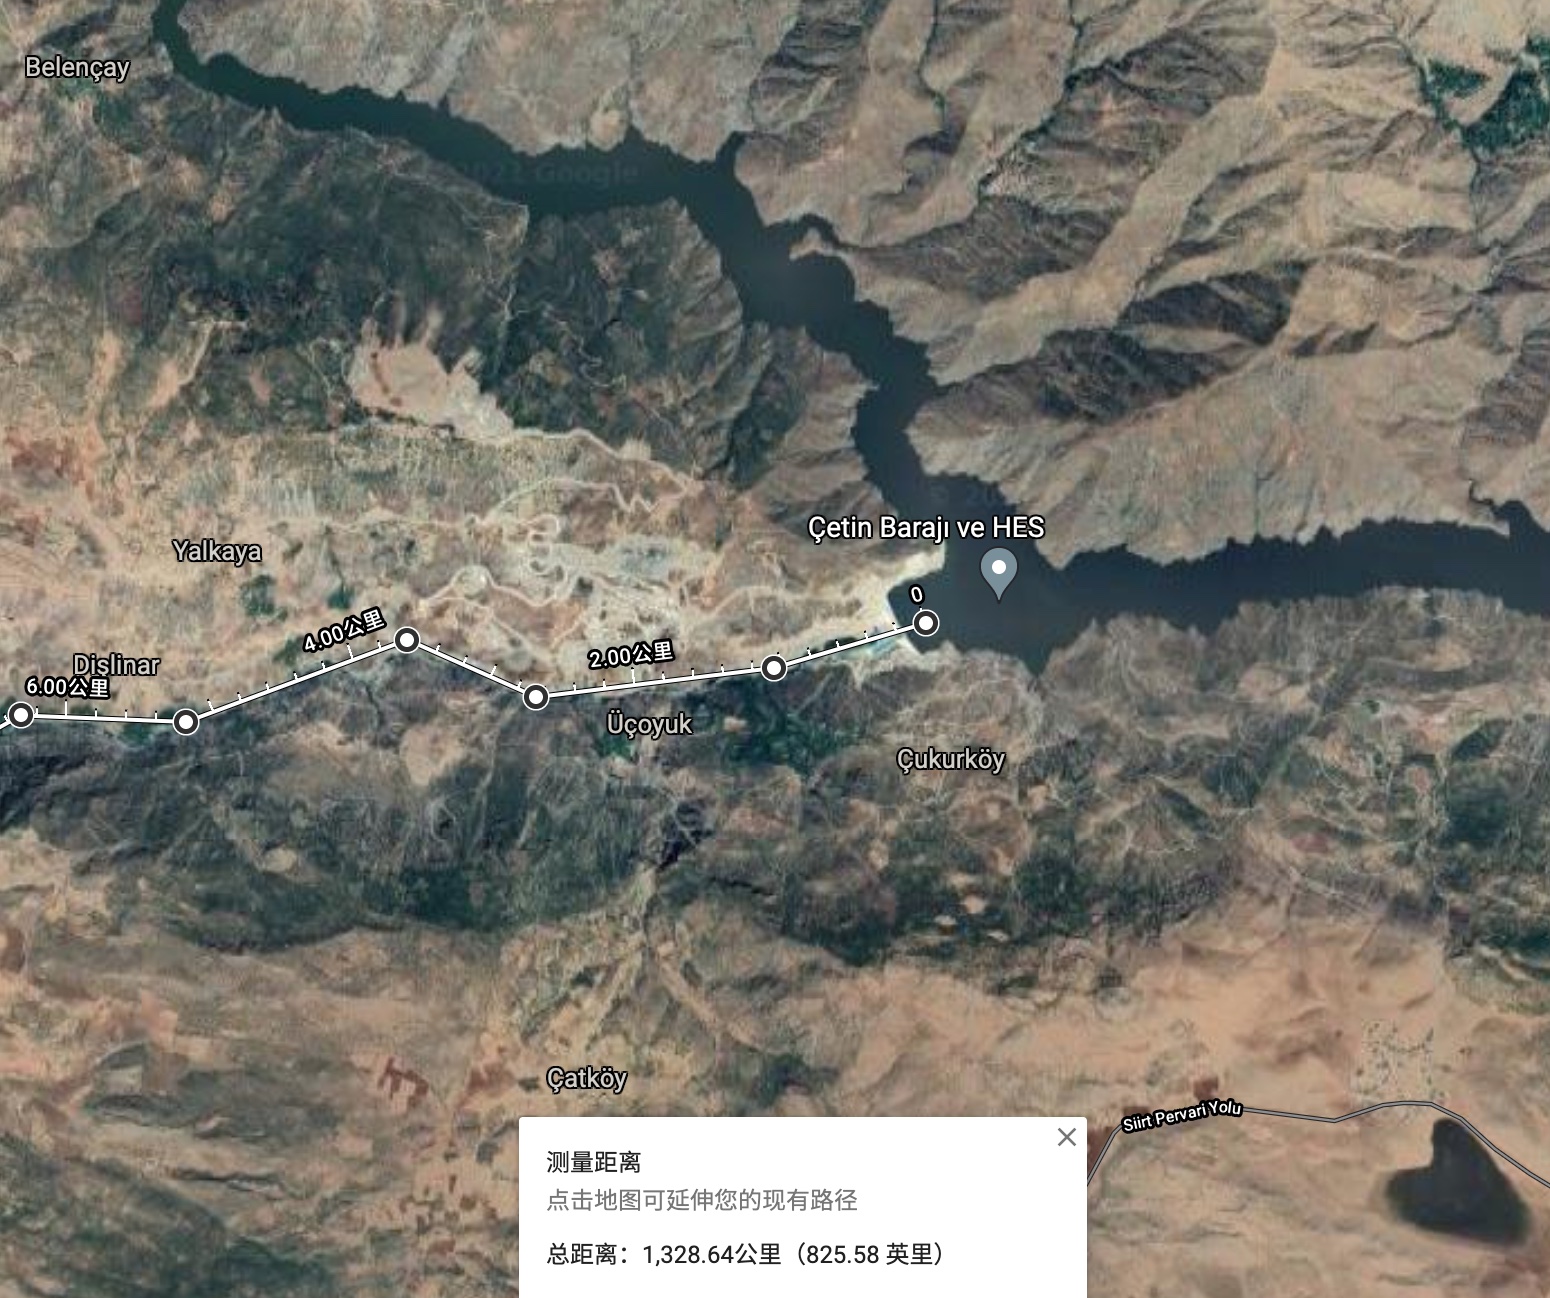 Belençay
Google
Çetin Barajı ve HES
Yalkaya
0
4.00公里
2.00公里
Dişlinar
6.00公里
Üçoyuk
Çukurköy
Çatköy
Siirt Pervari Yolu
测量距离
点击地图可延伸您的现有路径
总距离：1,328.64公里（825.58 英里）